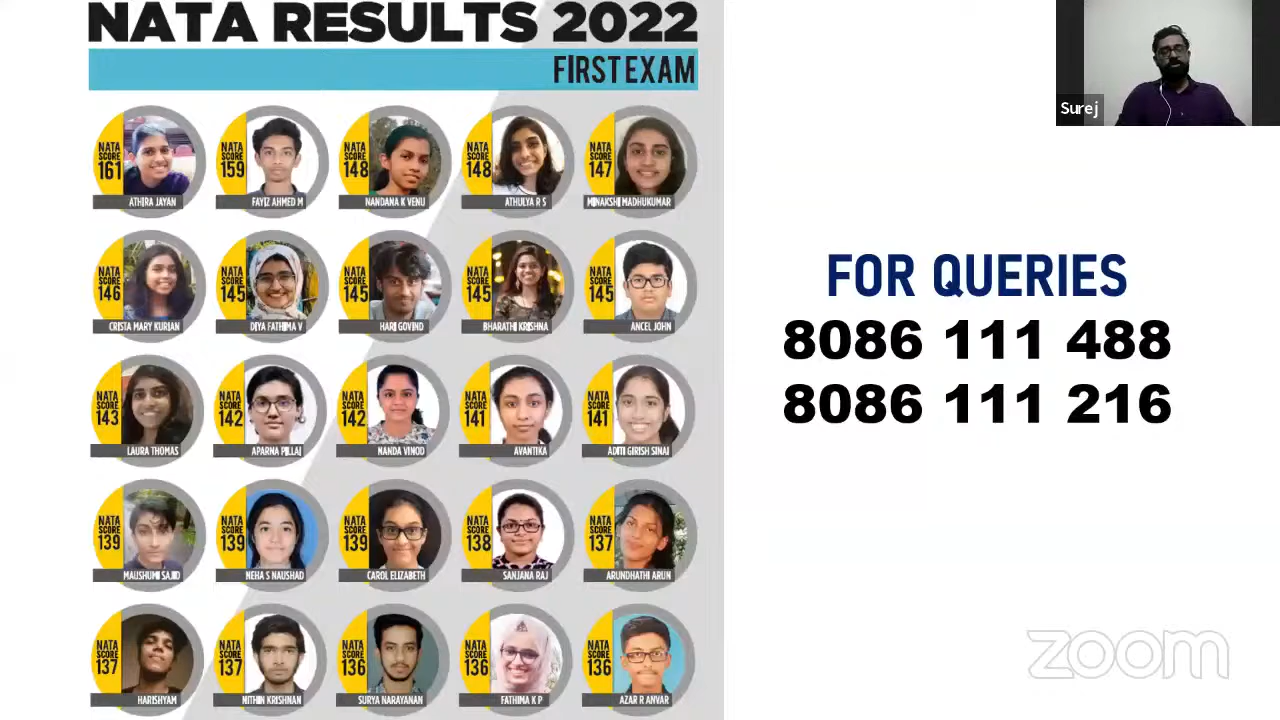 NATA RESULTS 2022
FIRST EXAM
Surej
NATA SCORE 161
ATHIRA JAYAN
NATA SCORE 159
FAYIZ AHMED M
NATA SCORE 148
NANDANA K VENU
NATA SCORE 148
ATHULYA R S
NATA SCORE 147
MINAKSHI MADHUKUMAR
NATA SCORE 146
CRISTA MARY KURIAN
NATA SCORE 145
DIYA FATHIMA V
NATA SCORE 145
HARI GOVIND
NATA SCORE 145
BHARATHI KRISHNA
NATA SCORE 145
ANCEL JOHN
NATA SCORE 143
LAURA THOMAS
NATA SCORE 142
APARNA PILLAI
NATA SCORE 142
NANDA VINOD
NATA SCORE 141
AVANTIKA
NATA SCORE 141
ADITI GIRISH SINAI
NATA SCORE 139
MAUSHUMI SAJID
NATA SCORE 139
NEHA S NAUSHAD
NATA SCORE 139
CAROL ELIZABETH
NATA SCORE 138
SANJANA RAJ
NATA SCORE 137
ARUNDHATHI ARUN
NATA SCORE 137
HARISHYAM
NATA SCORE 137
NITHIN KRISHNAN
NATA SCORE 136
SURYA NARAYANAN
NATA SCORE 136
FATHIMA K P
NATA SCORE 136
AZAR R ANVAR
FOR QUERIES
8086 111 488
8086 111 216
zoom